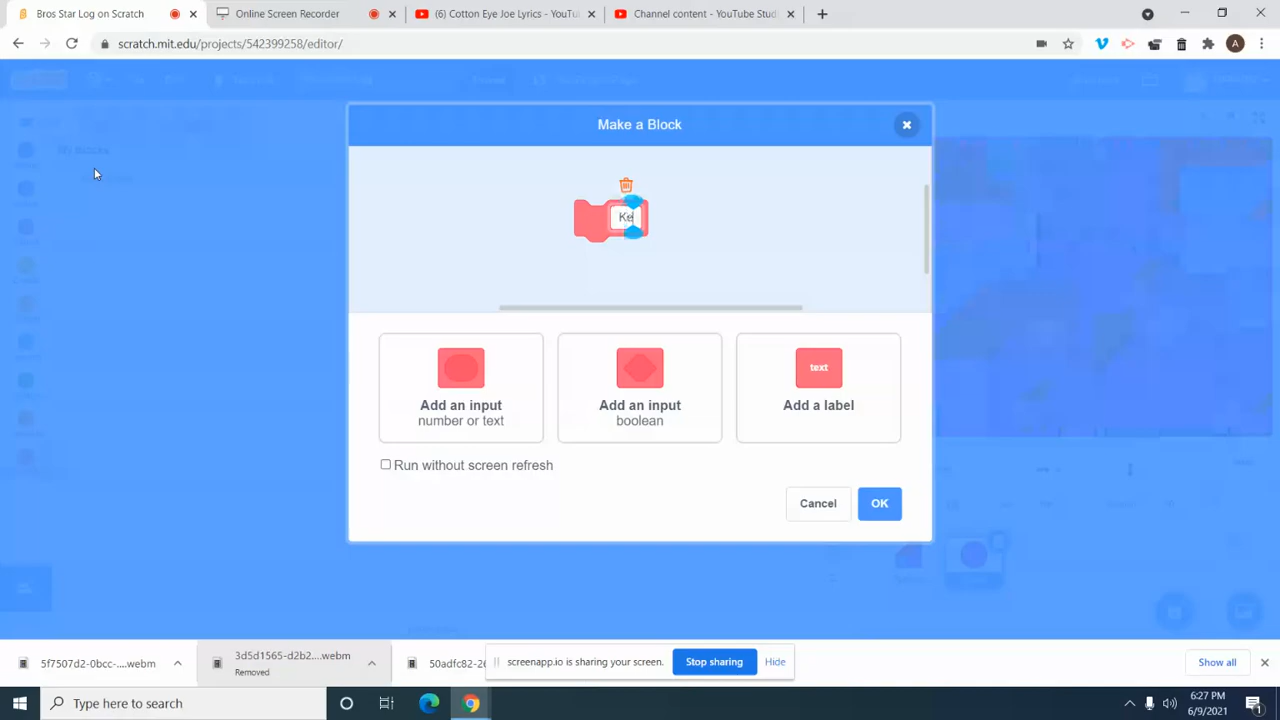 Bros Star Log on Scratch
Online Screen Recorder
(6) Cotton Eye Joe Lyrics - YouTu
Channel content - YouTube Stud
scratch.mit.edu/projects/542399258/editor/
A
Make a Block
Ke
text
Add an input
number or text
Add an input
boolean
Add a label
Run without screen refresh
Cancel
OK
5f7507d2-0bcc-....webm
3d5d1565-d2b2....webm
Removed
50adfc82-26
screenapp.io is sharing your screen.
Stop sharing
Hide
Show all
Type here to search
6:27 PM
6/9/2021
1